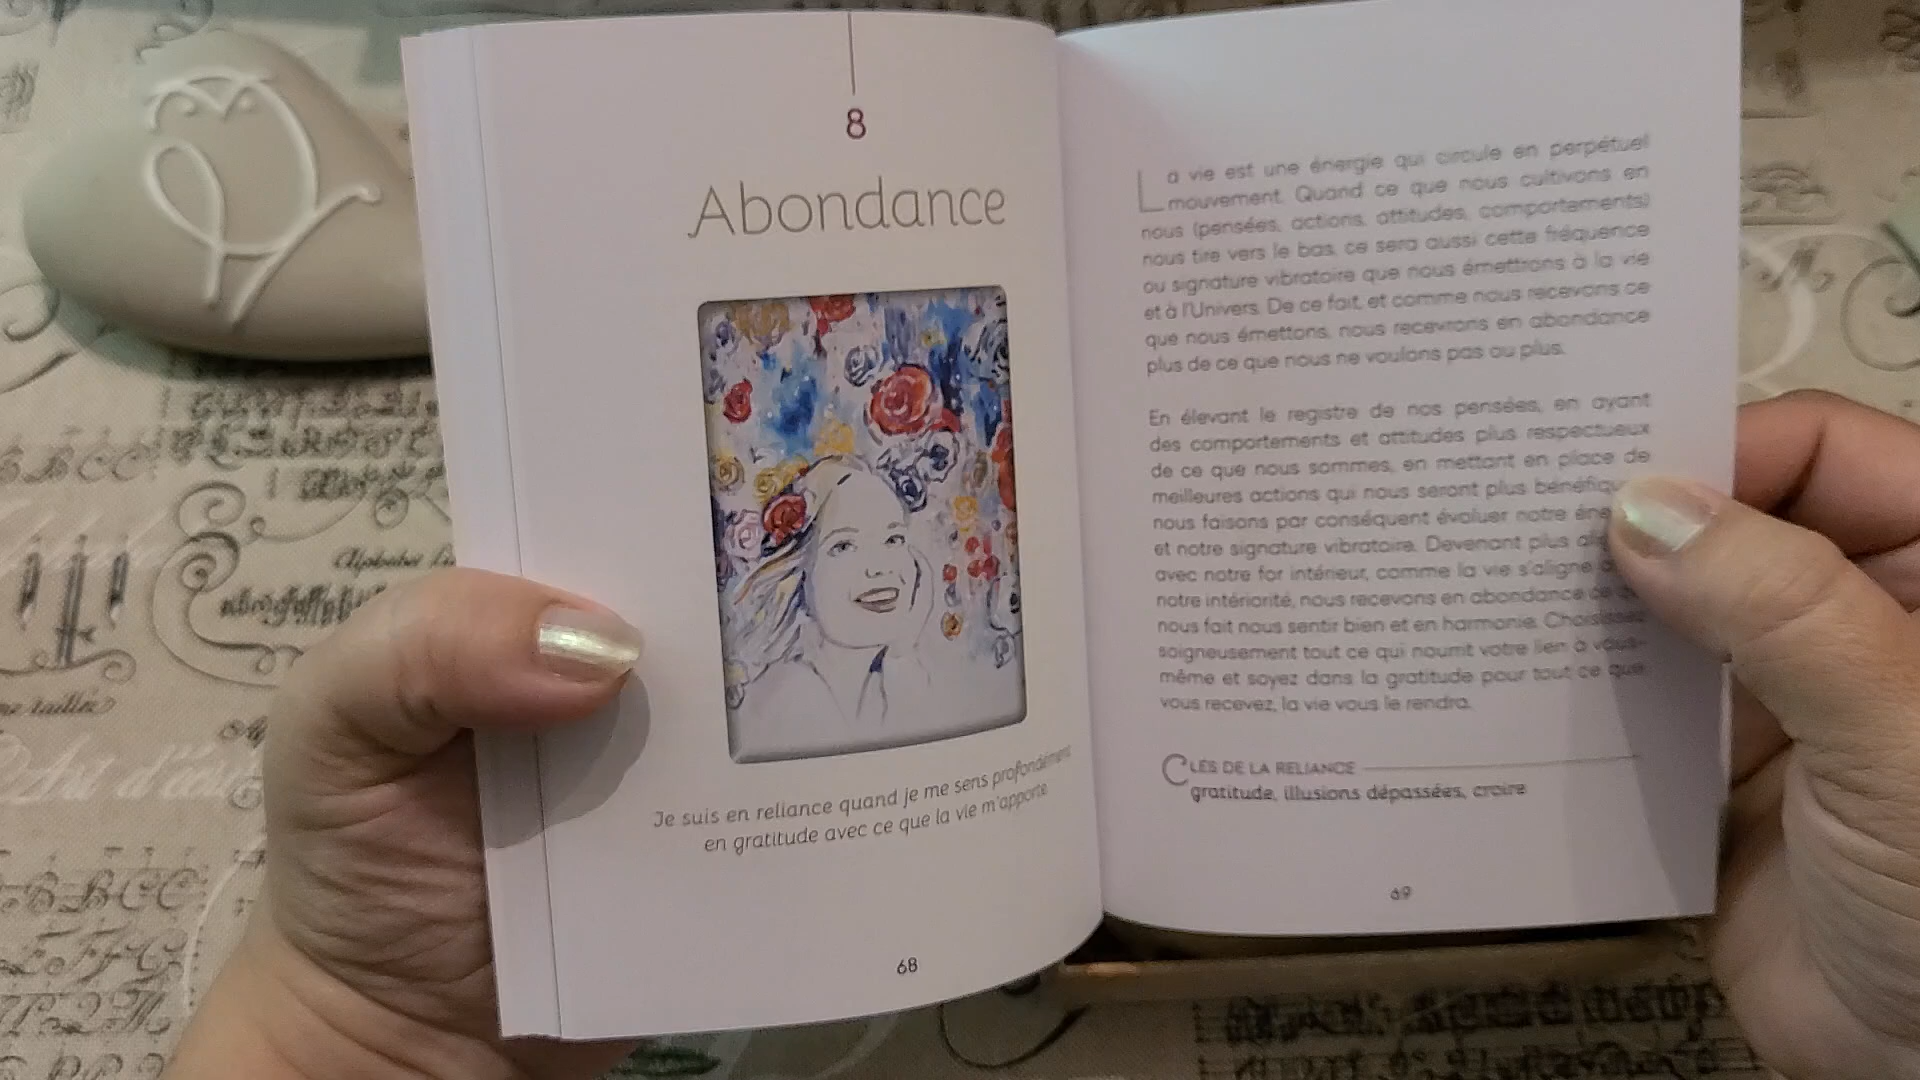 8
Abondance
Je suis en reliance quand je me sens profondément
en gratitude avec ce que la vie m'apporte
68
La vie est une énergie qui circule en perpétuel
mouvement. Quand ce que nous cultivons en
nous (pensées, actions, attitudes, comportements)
nous tire vers le bas, ce sera aussi cette fréquence
ou signature vibratoire que nous émettrons à la vie
et à l'Univers. De ce fait, et comme nous recevons ce
que nous émettons, nous recevrons en abondance
plus de ce que nous ne voulons pas ou plus.
En élevant le registre de nos pensées, en ayant
des comportements et attitudes plus respectueux
de ce que nous sommes, en mettant en place de
meilleures actions qui nous seront plus
nous faisons par conséquent évoluer notre
et notre signature vibratoire. Devenant plus
avec notre for intérieur, comme la vie s'aligne
notre intériorité, nous recevons en abondance ce
nous fait nous sentir bien et en harmonie. Choisissez
soigneusement tout ce qui nourrit votre lien à vous-
même et soyez dans la gratitude pour tout ce que
vous recevez, la vie vous le rendra.
CLÉS DE LA RELIANCE
gratitude, illusions dépassées, croire
69
Alphabet
Art